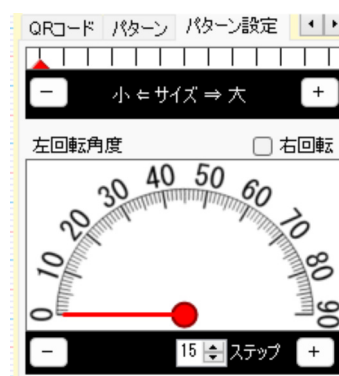 QRコード パターン パターン設定
- 小 ⇐ サイズ ⇒ 大 +
左回転角度 右回転
0 10 20 30 40 50 60 70 80 90
- 15 ステップ +